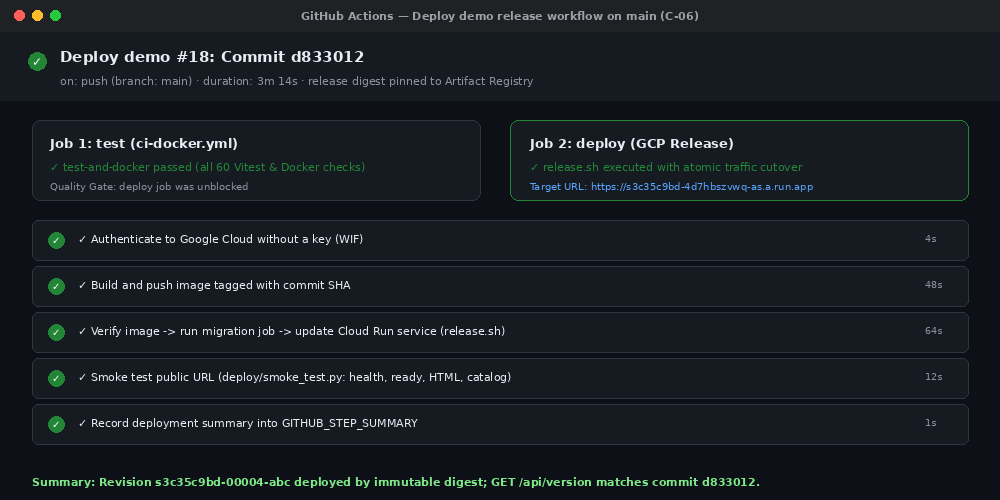 GitHub Actions — Deploy demo release workflow on main (C-06)
✓ Deploy demo #18: Commit d833012
on: push (branch: main) · duration: 3m 14s · release digest pinned to Artifact Registry
Job 1: test (ci-docker.yml)
✓ test-and-docker passed (all 60 Vitest & Docker checks)
Quality Gate: deploy job was unblocked
Job 2: deploy (GCP Release)
✓ release.sh executed with atomic traffic cutover
Target URL: https://s3c35c9bd-4d7hbszvwq-as.a.run.app
✓ ✓ Authenticate to Google Cloud without a key (WIF) 4s
✓ ✓ Build and push image tagged with commit SHA 48s
✓ ✓ Verify image -> run migration job -> update Cloud Run service (release.sh) 64s
✓ ✓ Smoke test public URL (deploy/smoke_test.py: health, ready, HTML, catalog) 12s
✓ ✓ Record deployment summary into GITHUB_STEP_SUMMARY 1s
Summary: Revision s3c35c9bd-00004-abc deployed by immutable digest; GET /api/version matches commit d833012.